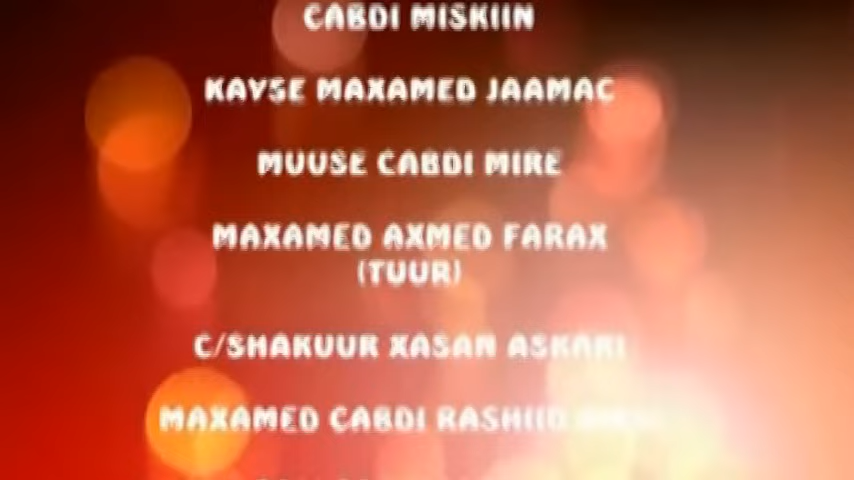 CABDI MISKIIN
KAYSE MAXAMED JAAMAC
MUUSE CABDI MIRE
MAXAMED AXMED FARAX
(TUUR)
C/SHAKUUR XASAN ASKARI
MAXAMED CABDI RASHIID